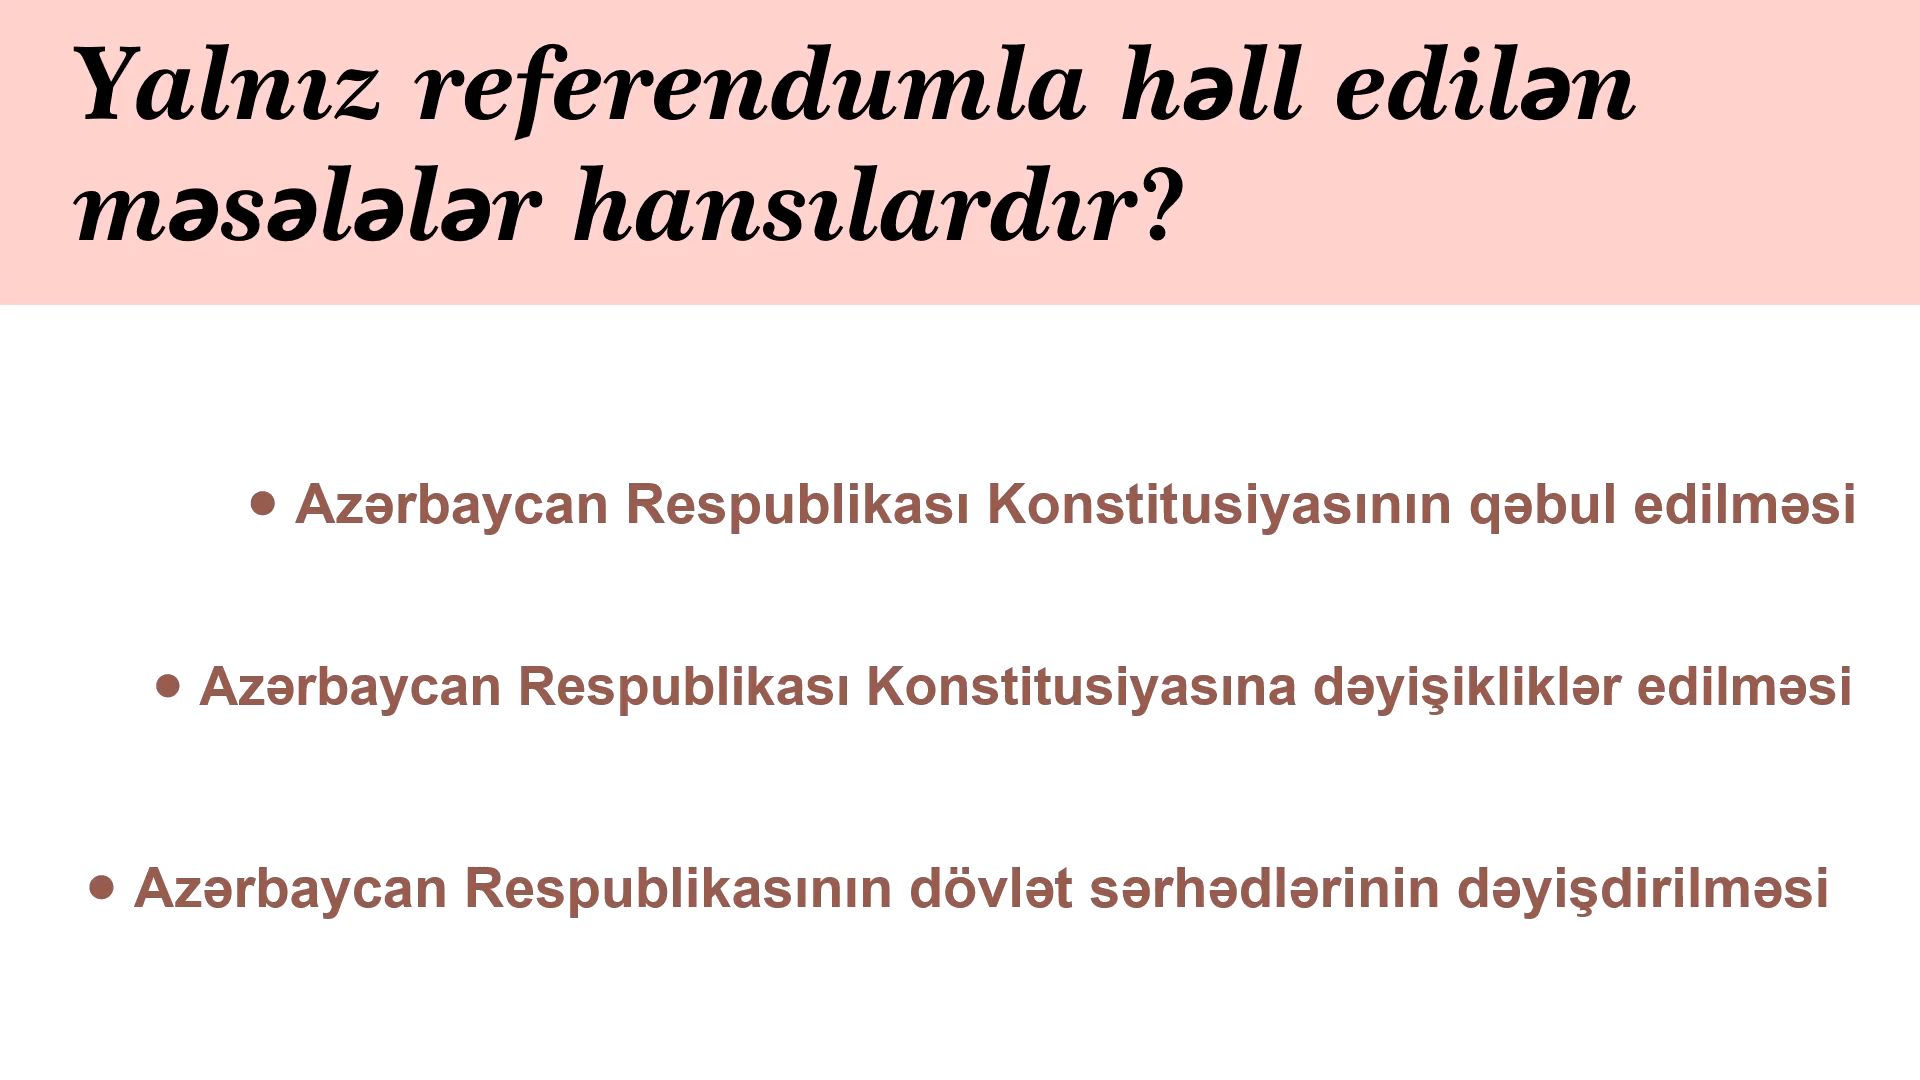 Yalnız referendumla həll edilən
məsələlər hansılardır?
● Azərbaycan Respublikası Konstitusiyasının qəbul edilməsi
● Azərbaycan Respublikası Konstitusiyasına dəyişikliklər edilməsi
● Azərbaycan Respublikasının dövlət sərhədlərinin dəyişdirilməsi